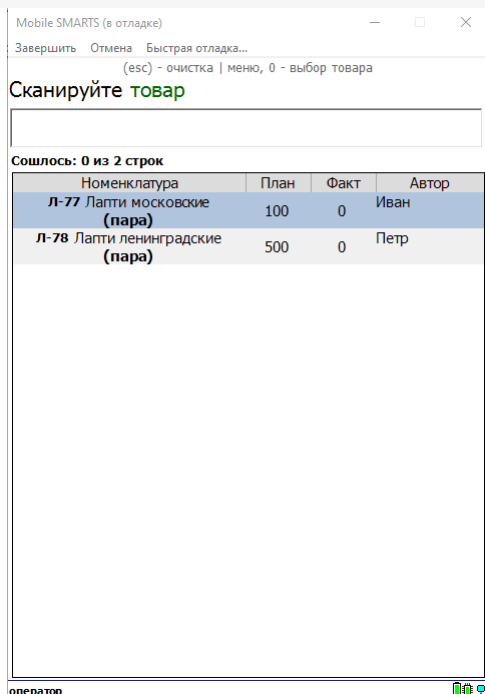 Mobile SMARTS (в отладке)
Завершить Отмена Быстрая отладка...
(esc) - очистка | меню, 0 - выбор товара
Сканируйте товар
Сошлось: 0 из 2 строк
Номенклатура План Факт Автор
Л-77 Лапти московские (пара) 100 0 Иван
Л-78 Лапти ленинградские (пара) 500 0 Петр
оператор